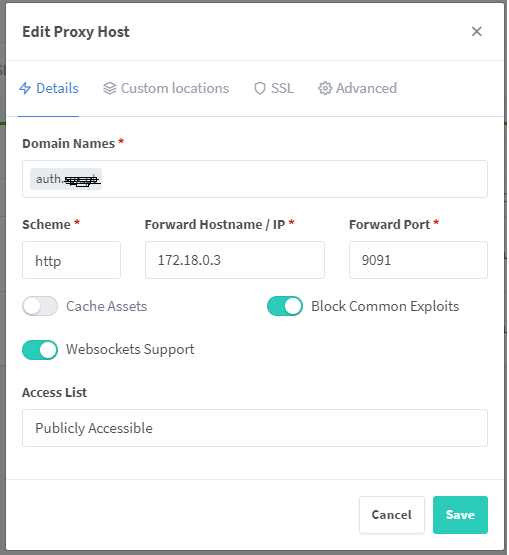 Edit Proxy Host
Details Custom locations SSL Advanced
Domain Names *
auth.
Scheme * Forward Hostname / IP * Forward Port *
http 172.18.0.3 9091
Cache Assets Block Common Exploits
Websockets Support
Access List
Publicly Accessible
Cancel Save